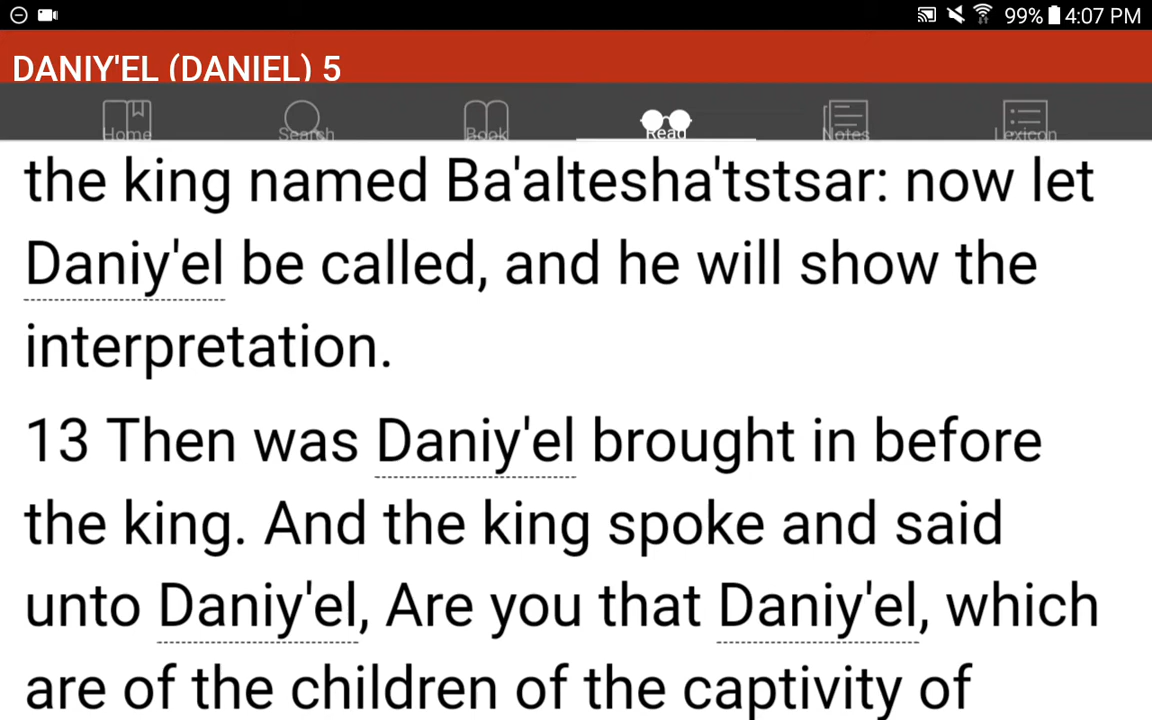 99% 4:07 PM
DANIY'EL (DANIEL) 5
Home Search Book Read Notes Lexicon
the king named Ba'altesha'tstsar: now let
Daniy'el be called, and he will show the
interpretation.
13 Then was Daniy'el brought in before
the king. And the king spoke and said
unto Daniy'el, Are you that Daniy'el, which
are of the children of the captivity of